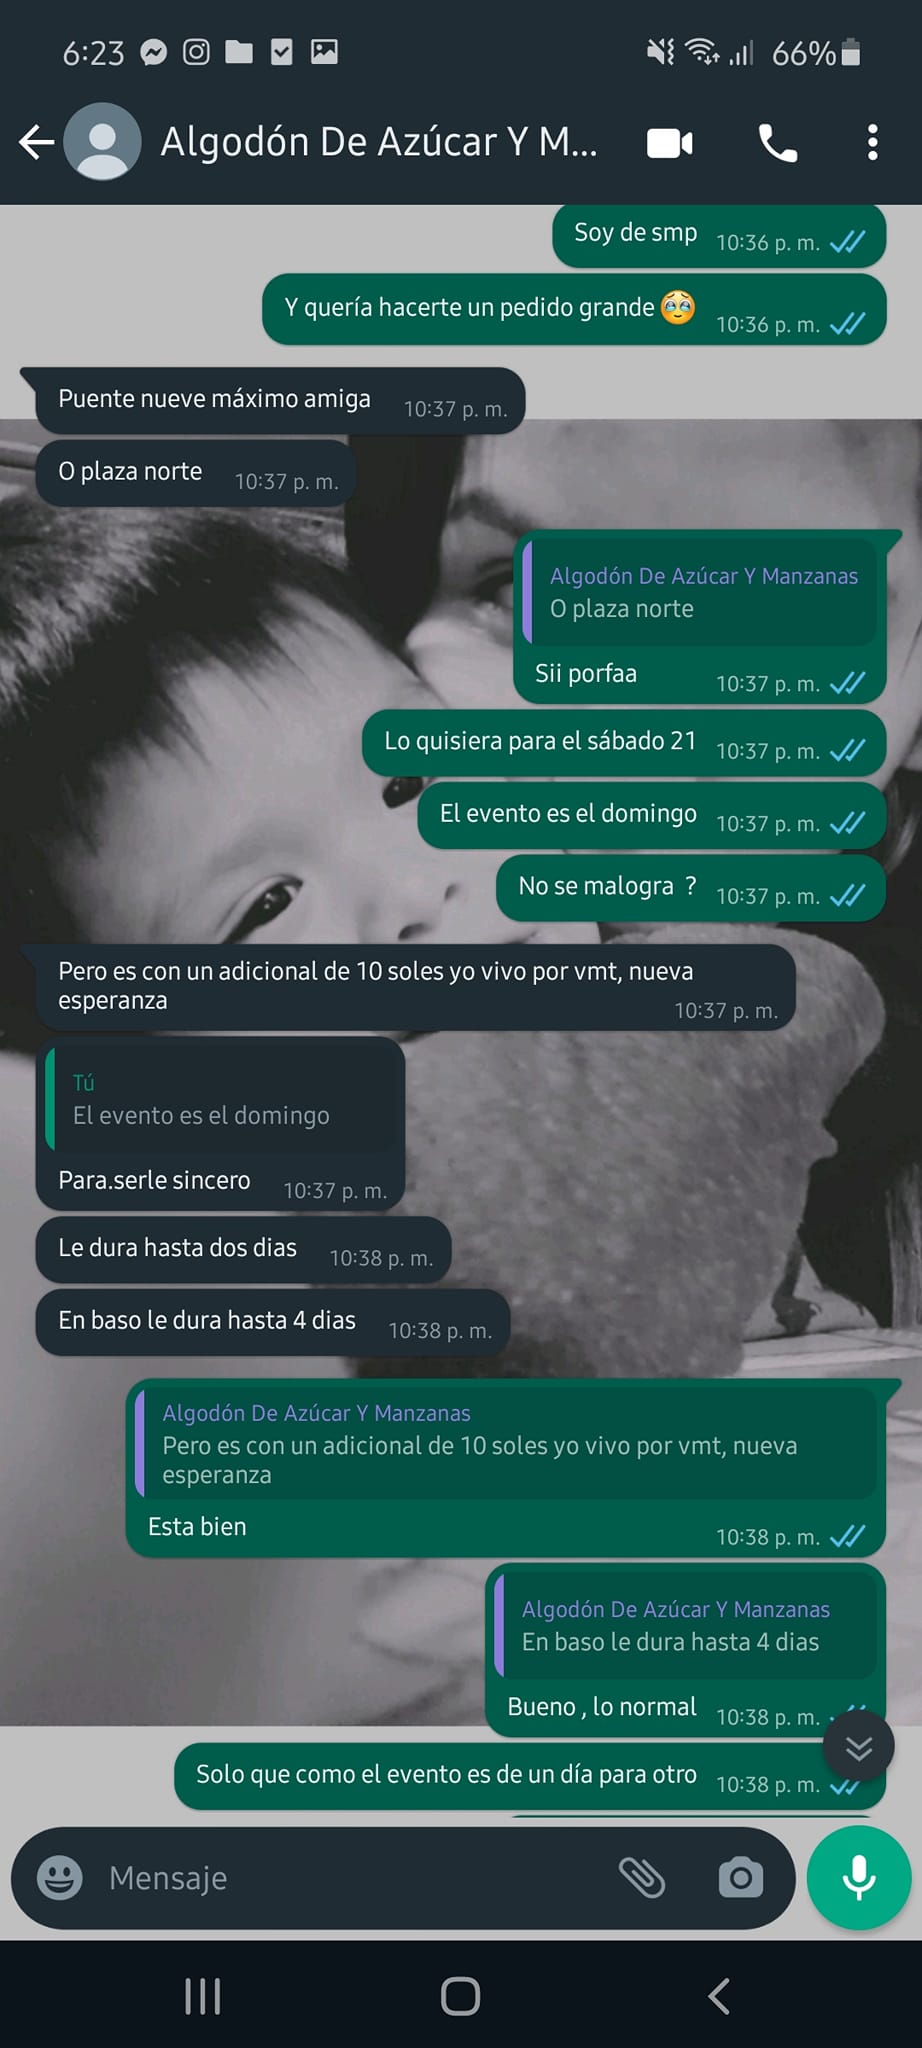 6:23
66%
Algodón De Azúcar Y M...
Soy de smp
10:36 p. m.
Y quería hacerte un pedido grande🥹
10:36 p. m.
Puente nueve máximo amiga
10:37 p. m.
O plaza norte
10:37 p. m.
Algodón De Azúcar Y Manzanas
O plaza norte
Sii porfaa
10:37 p. m.
Lo quisiera para el sábado 21
10:37 p. m.
El evento es el domingo
10:37 p. m.
No se malogra ?
10:37 p. m.
Pero es con un adicional de 10 soles yo vivo por vmt, nueva
esperanza
10:37 p. m.
Tú
El evento es el domingo
Para.serle sincero
10:37 p. m.
Le dura hasta dos dias
10:38 p. m.
En baso le dura hasta 4 dias
10:38 p. m.
Algodón De Azúcar Y Manzanas
Pero es con un adicional de 10 soles yo vivo por vmt, nueva
esperanza
Esta bien
10:38 p. m.
Algodón De Azúcar Y Manzanas
En baso le dura hasta 4 dias
Bueno , lo normal
10:38 p. m.
Solo que como el evento es de un día para otro
10:38 p. m.
Mensaje